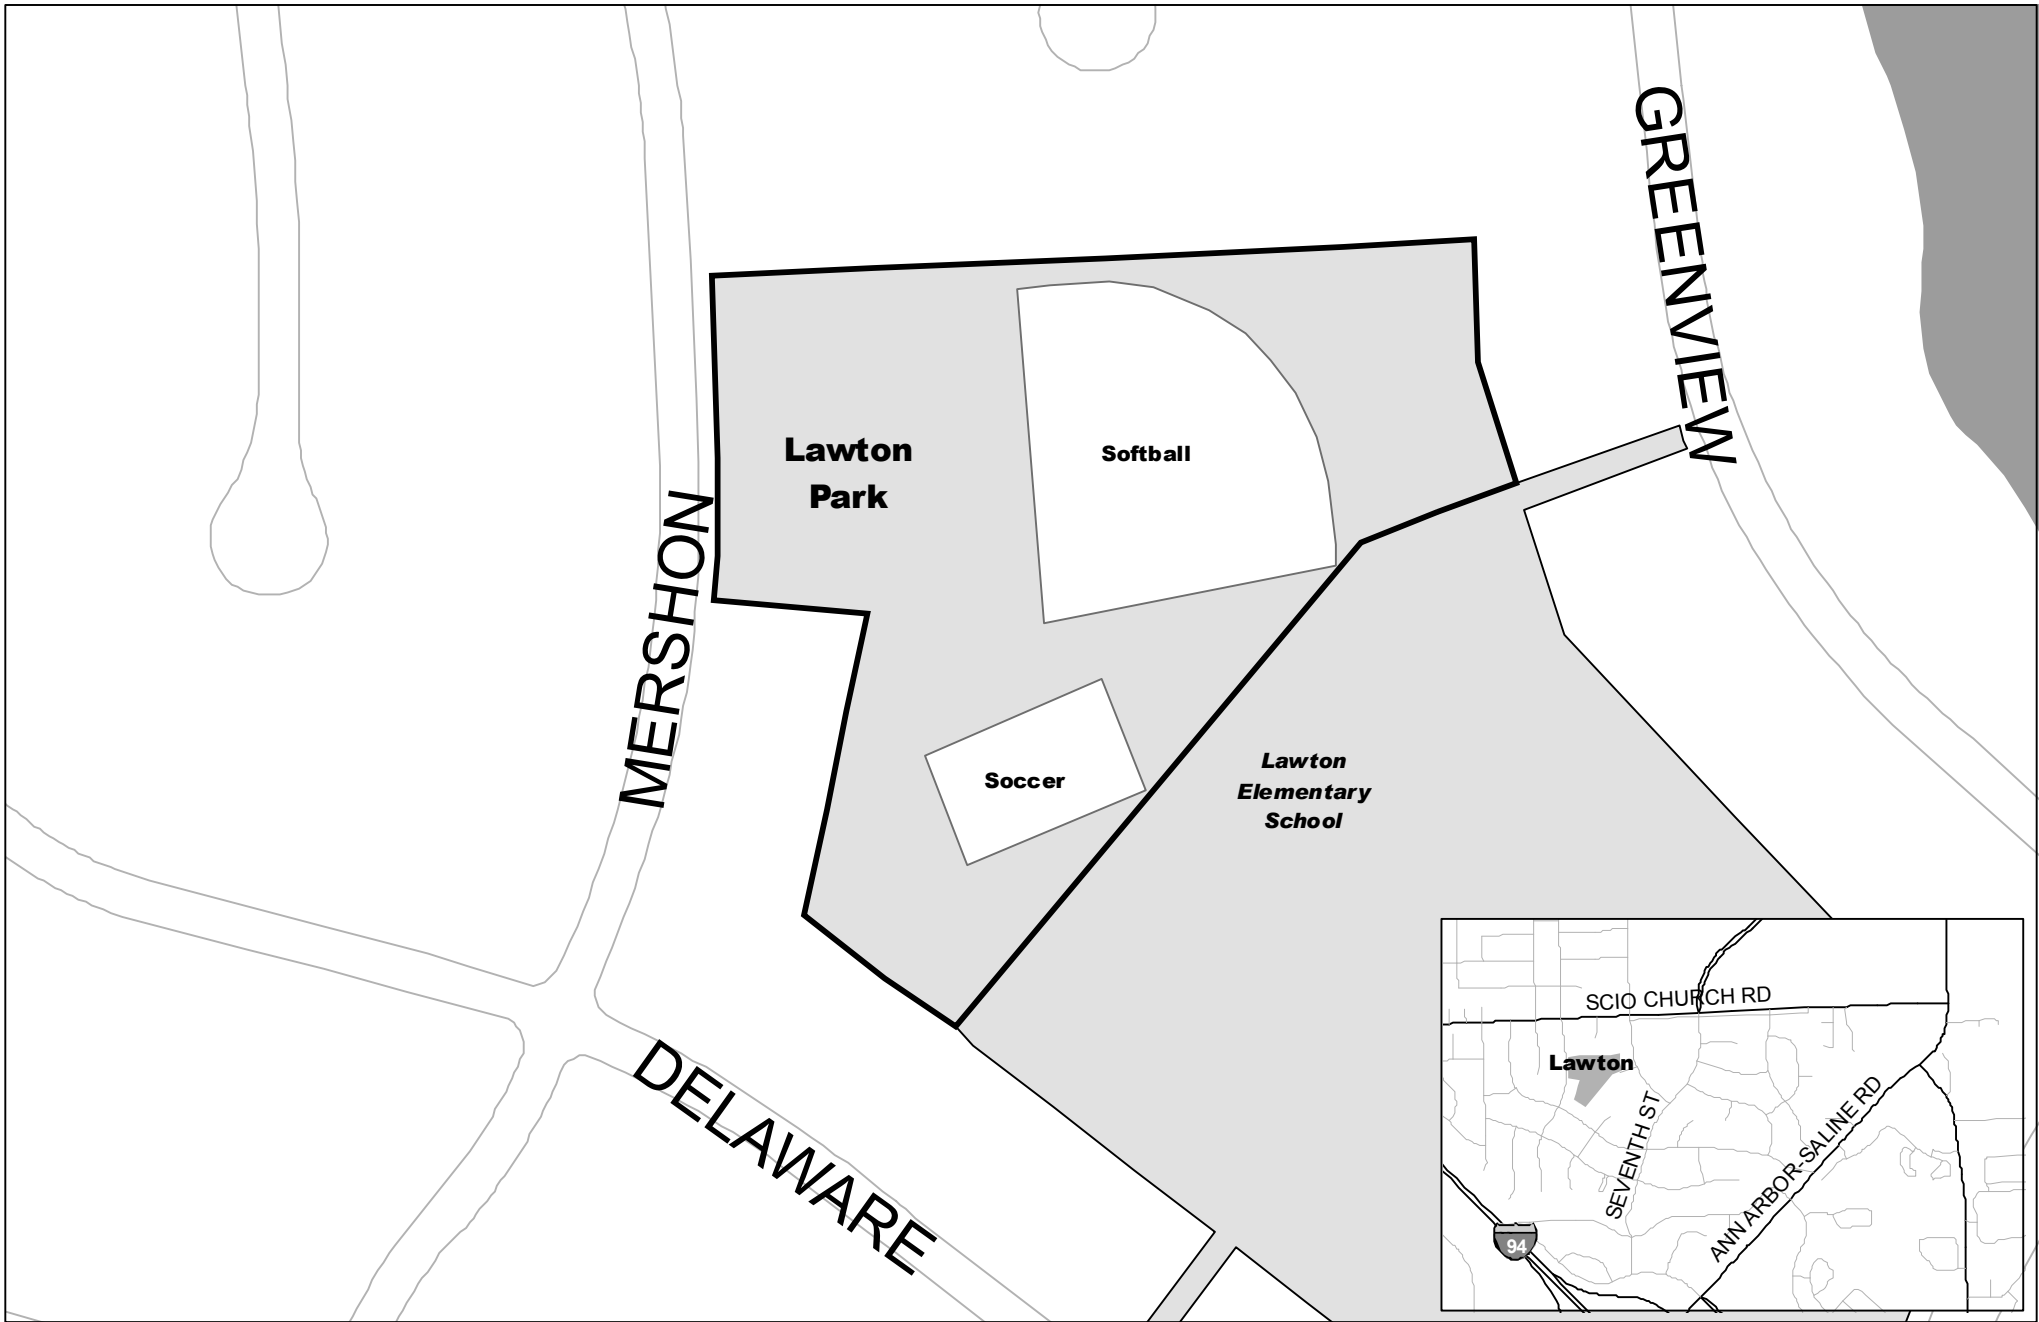 GREENVIEW
Lawton
Park
Softball
MERSHON
Soccer
Lawton
Elementary
School
DELAWARE
SCIO CHURCH RD
Lawton
SEVENTH ST
ANN ARBOR-SALINE RD
94